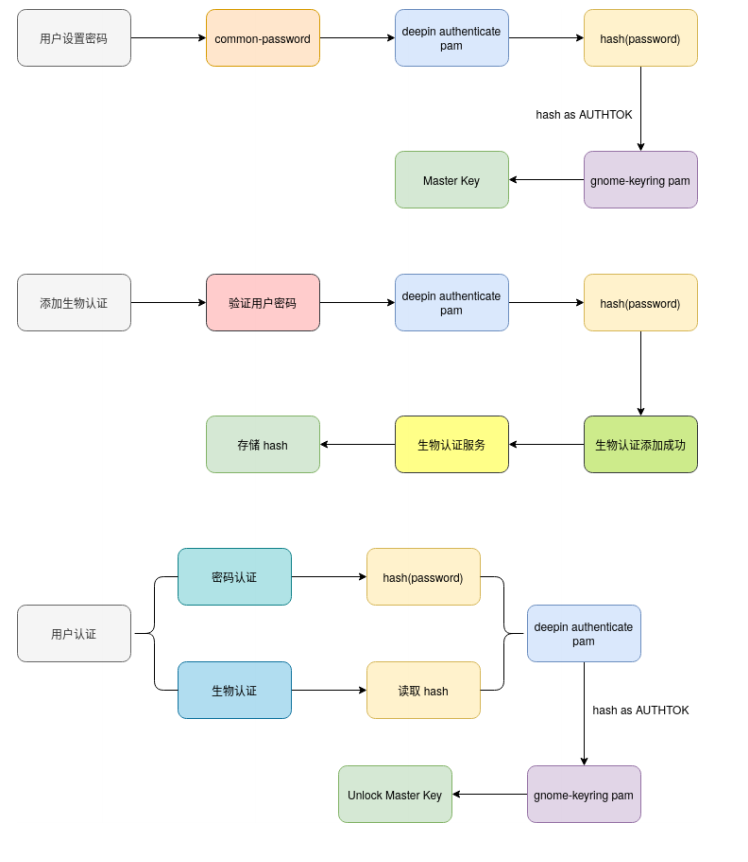 用户设置密码
common-password
deepin authenticate
pam
hash(password)
hash as AUTHTOK
Master Key
gnome-keyring pam
添加生物认证
验证用户密码
deepin authenticate
pam
hash(password)
存储 hash
生物认证服务
生物认证添加成功
用户认证
密码认证
hash(password)
生物认证
读取 hash
deepin authenticate
pam
hash as AUTHTOK
Unlock Master Key
gnome-keyring pam